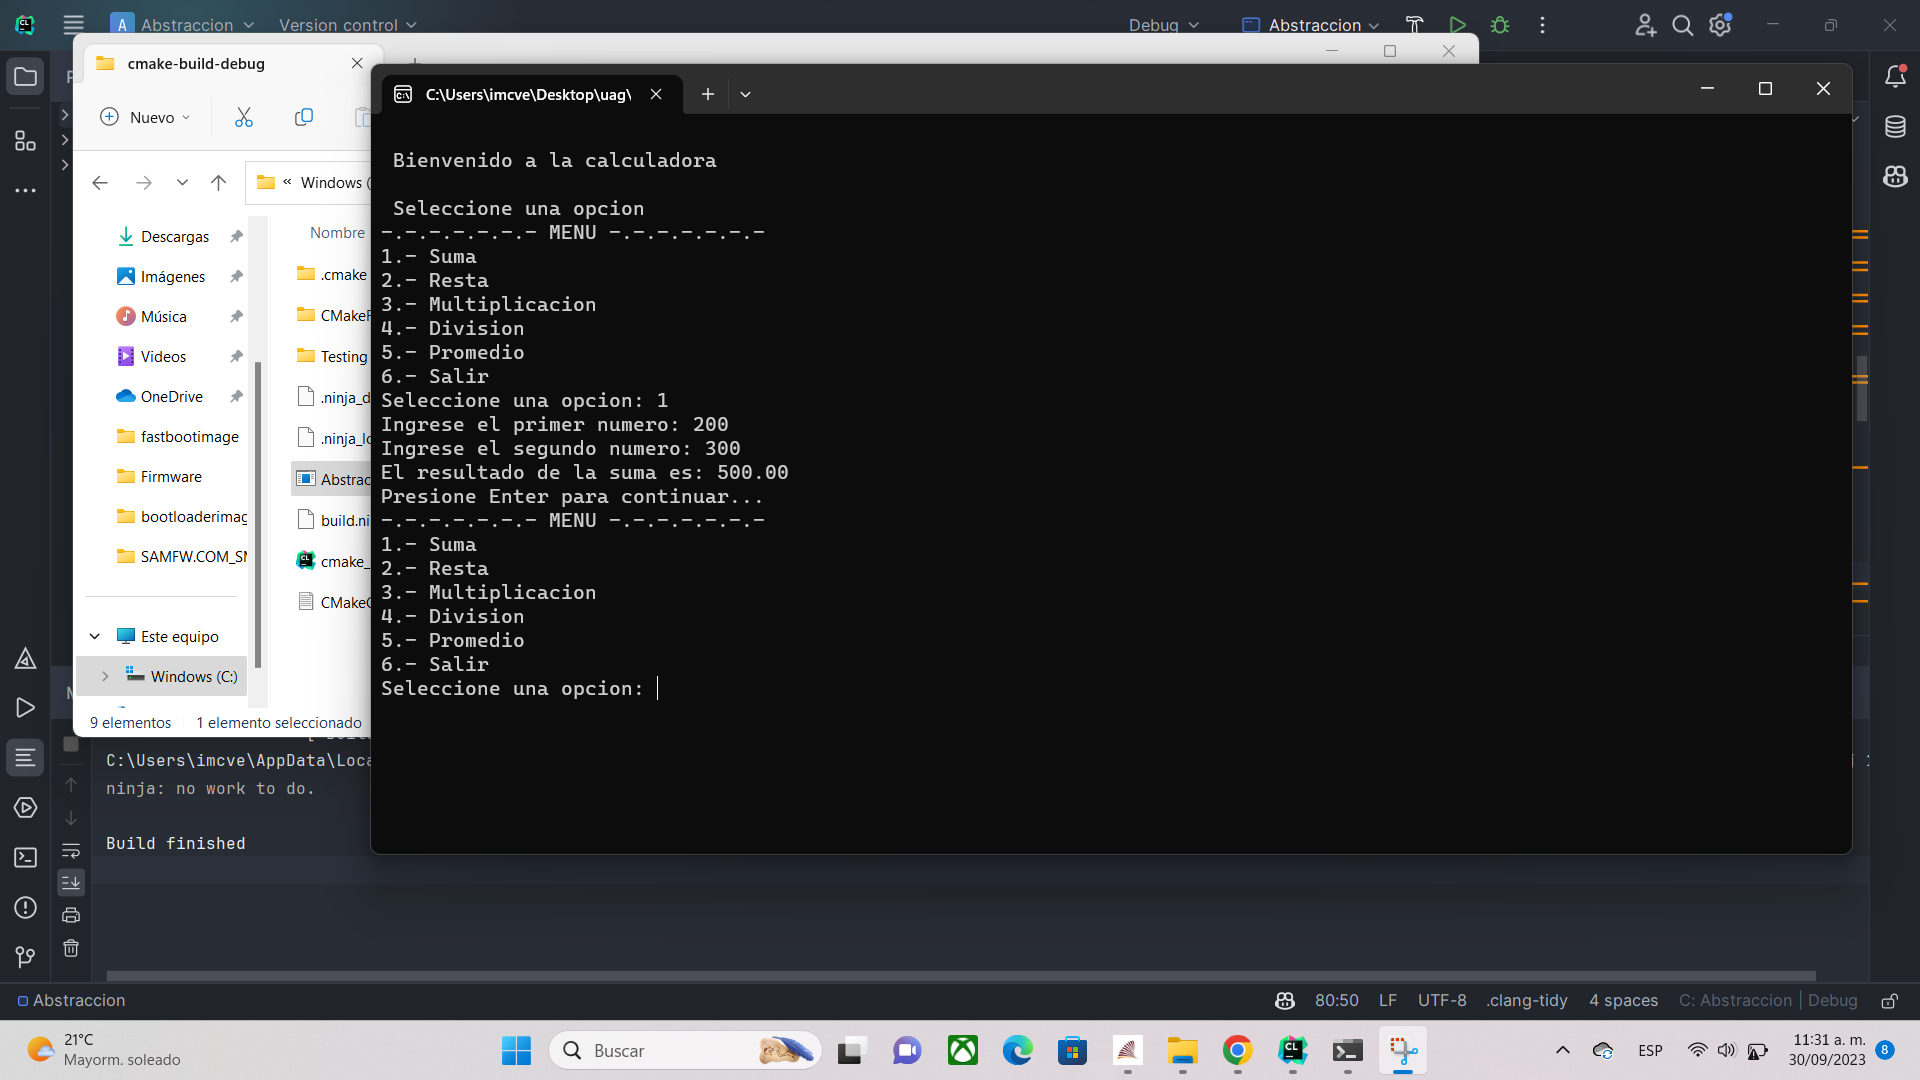 A Abstraccion
Version control
Debug
Abstraccion
cmake-build-debug
Nuevo
« Windows (
Nombre
Descargas
Imágenes
Música
Videos
OneDrive
fastbootimage
Firmware
bootloaderimag
SAMFW.COM_SM
Este equipo
Windows (C:)
.cmake
CMakeF
Testing
.ninja_d
.ninja_lo
Abstrac
build.ni
cmake_
CMakeC
9 elementos
1 elemento seleccionado
C:\Users\imcve\Desktop\uag\
Bienvenido a la calculadora
Seleccione una opcion
-.-.-.-.-.-.- MENU -.-.-.-.-.-.-
1.- Suma
2.- Resta
3.- Multiplicacion
4.- Division
5.- Promedio
6.- Salir
Seleccione una opcion: 1
Ingrese el primer numero: 200
Ingrese el segundo numero: 300
El resultado de la suma es: 500.00
Presione Enter para continuar...
-.-.-.-.-.-.- MENU -.-.-.-.-.-.-
1.- Suma
2.- Resta
3.- Multiplicacion
4.- Division
5.- Promedio
6.- Salir
Seleccione una opcion:
C:\Users\imcve\AppData\Loca
ninja: no work to do.
Build finished
Abstraccion
80:50
LF
UTF-8
.clang-tidy
4 spaces
C: Abstraccion | Debug
21°C
Mayorm. soleado
Buscar
ESP
11:31 a. m.
30/09/2023
8